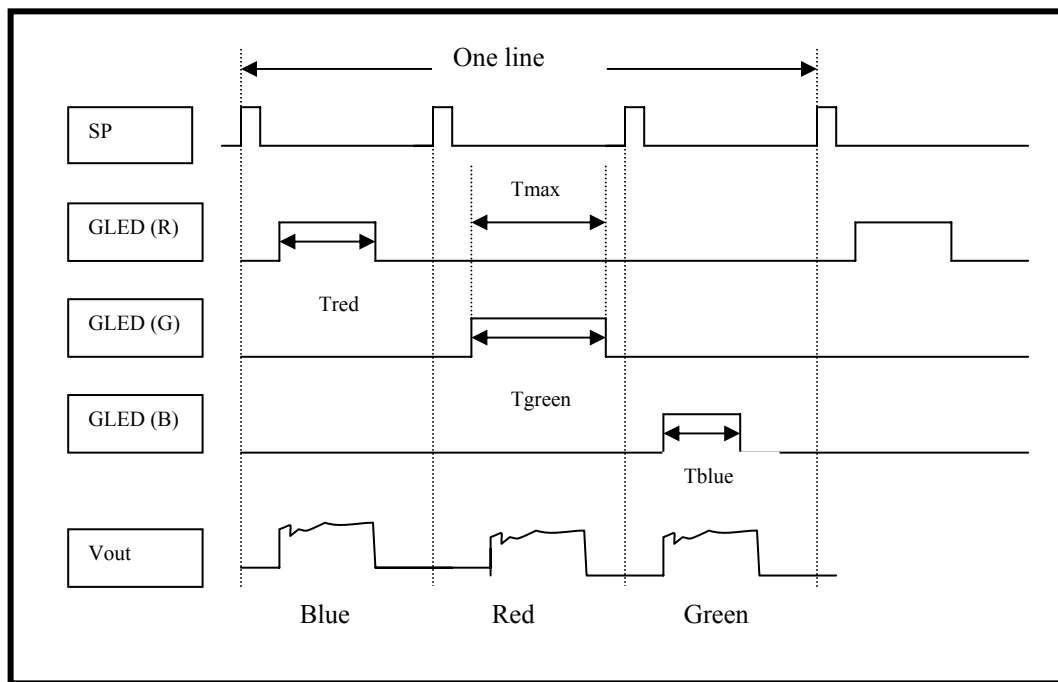 One line
SP
Tmax
GLED (R)
Tred
GLED (G)
Tgreen
GLED (B)
Tblue
Vout
Blue Red Green